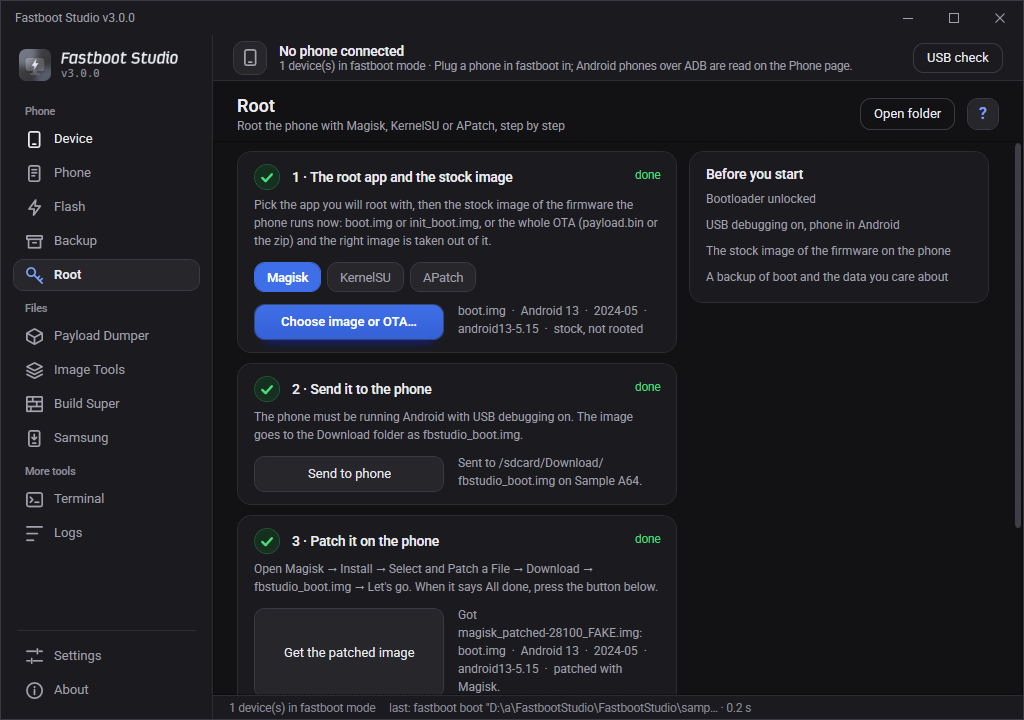 Fastboot Studio v3.0.0
Fastboot Studio
v3.0.0
No phone connected
1 device(s) in fastboot mode · Plug a phone in fastboot in; Android phones over ADB are read on the Phone page.
USB check
Phone
Device
Phone
Flash
Backup
Root
Files
Payload Dumper
Image Tools
Build Super
Samsung
More tools
Terminal
Logs
Settings
About
Root
Root the phone with Magisk, KernelSU or APatch, step by step
Open folder
?
1 · The root app and the stock image
done
Pick the app you will root with, then the stock image of the firmware the
phone runs now: boot.img or init_boot.img, or the whole OTA (payload.bin or
the zip) and the right image is taken out of it.
Magisk
KernelSU
APatch
Choose image or OTA...
boot.img · Android 13 · 2024-05 ·
android13-5.15 · stock, not rooted
2 · Send it to the phone
done
The phone must be running Android with USB debugging on. The image
goes to the Download folder as fbstudio_boot.img.
Send to phone
Sent to /sdcard/Download/
fbstudio_boot.img on Sample A64.
3 · Patch it on the phone
done
Open Magisk → Install → Select and Patch a File → Download →
fbstudio_boot.img → Let's go. When it says All done, press the button below.
Get the patched image
Got
magisk_patched-28100_FAKE.img:
boot.img · Android 13 · 2024-05 ·
android13-5.15 · patched with
Magisk.
Before you start
Bootloader unlocked
USB debugging on, phone in Android
The stock image of the firmware on the phone
A backup of boot and the data you care about
1 device(s) in fastboot mode
last: fastboot boot "D:\a\FastbootStudio\FastbootStudio\samp... · 0.2 s